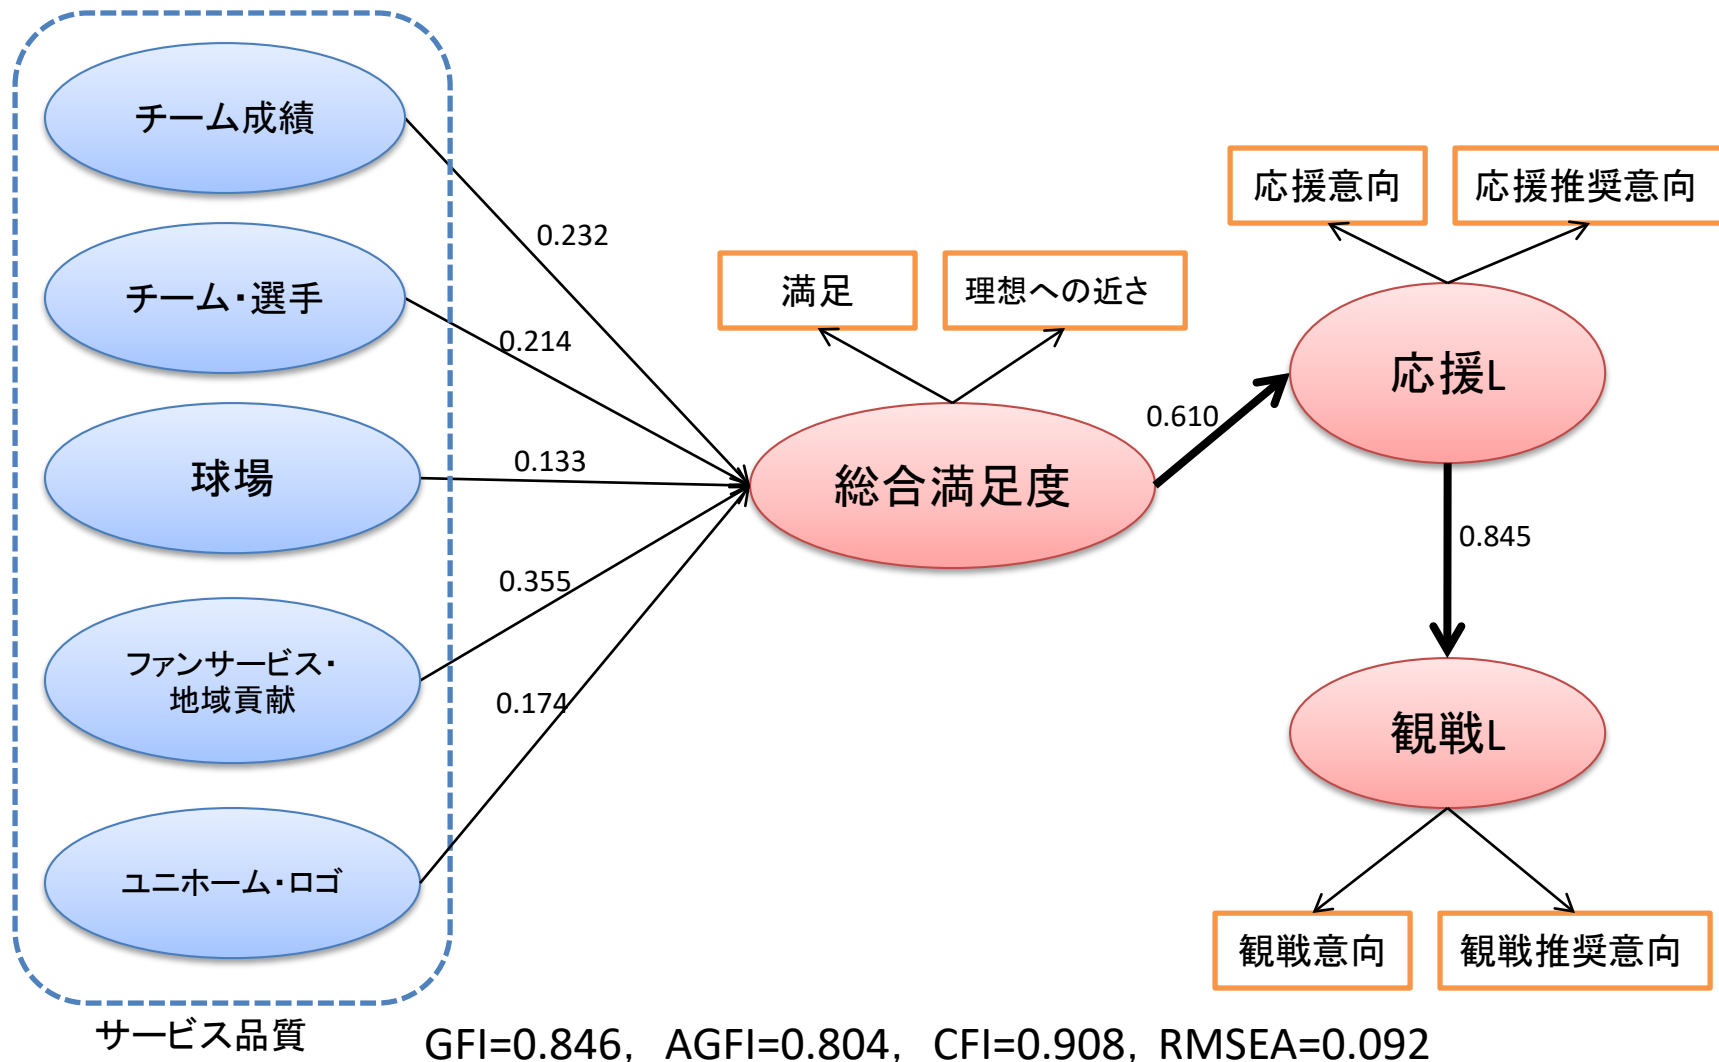 チーム成績
チーム・選手
球場
ファンサービス・
地域貢献
ユニホーム・ロゴ
サービス品質
0.232
0.214
0.133
0.355
0.174
満足
理想への近さ
総合満足度
0.610
応援意向
応援推奨意向
応援L
0.845
観戦L
観戦意向
観戦推奨意向
GFI=0.846, AGFI=0.804, CFI=0.908, RMSEA=0.092